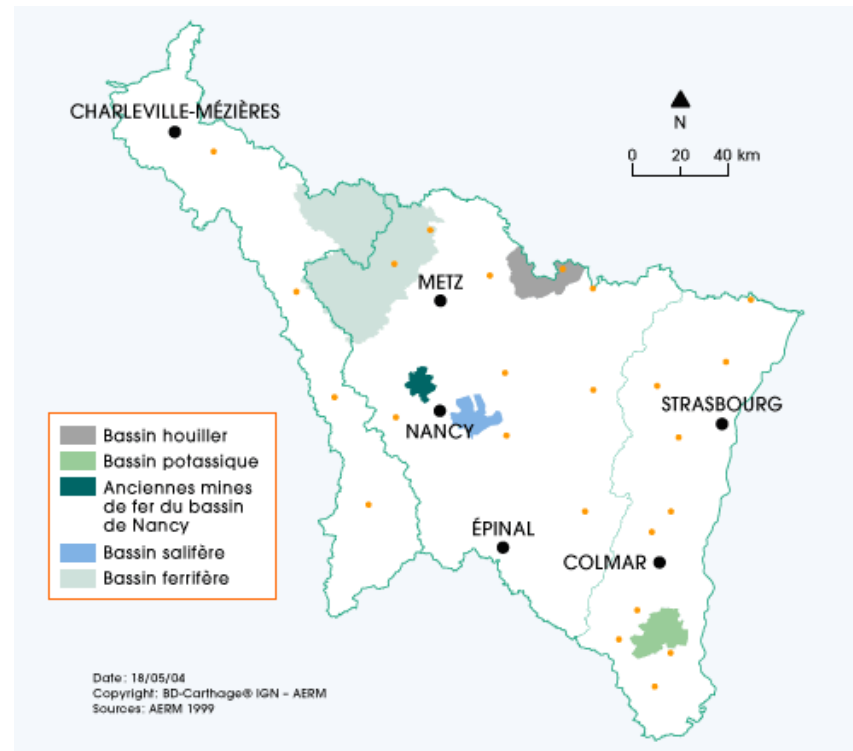 CHARLEVILLE-MÉZIÈRES
N
0 20 40 km
METZ
STRASBOURG
NANCY
ÉPINAL
COLMAR
Bassin houiller
Bassin potassique
Anciennes mines
de fer du bassin
de Nancy
Bassin salifère
Bassin ferrifère
Date: 18/05/04
Copyright: BD-Carthage® IGN - AERM
Sources: AERM 1999